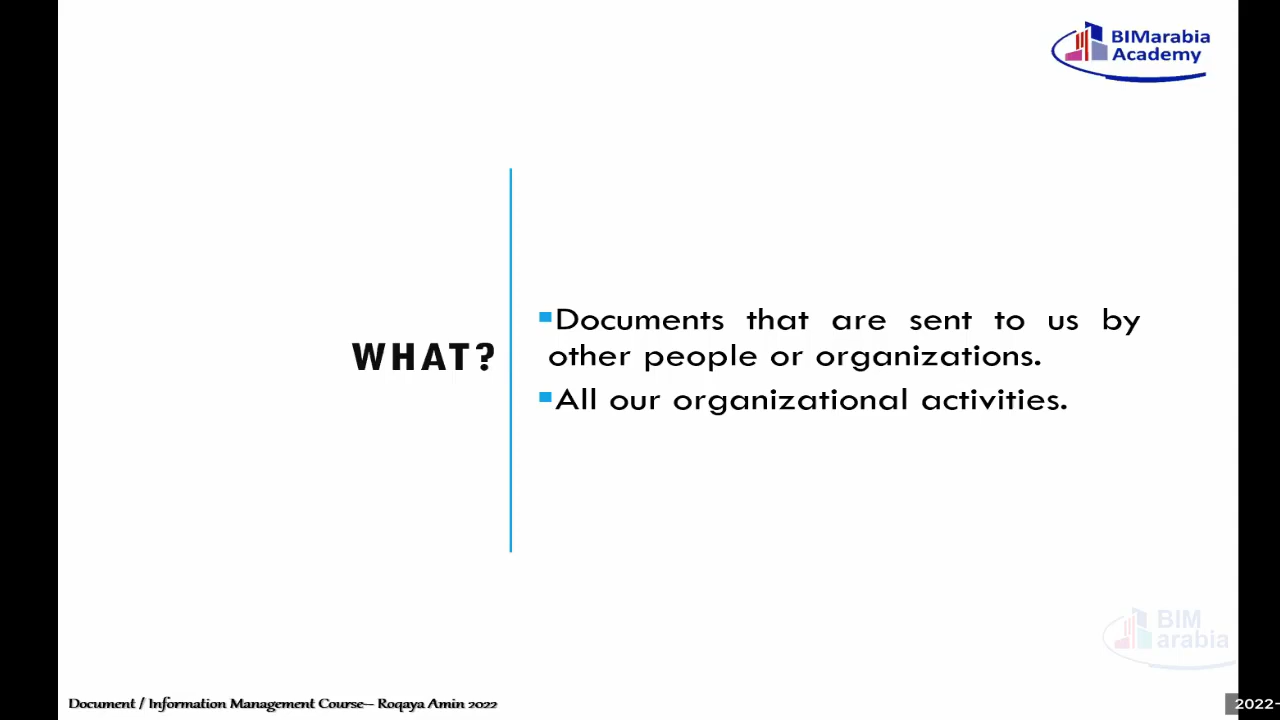 BIMarabia
Academy
WHAT?
▪Documents that are sent to us by
other people or organizations.
▪All our organizational activities.
BIM
arabia
Document / Information Management Course– Roqaya Amin 2022
2022-